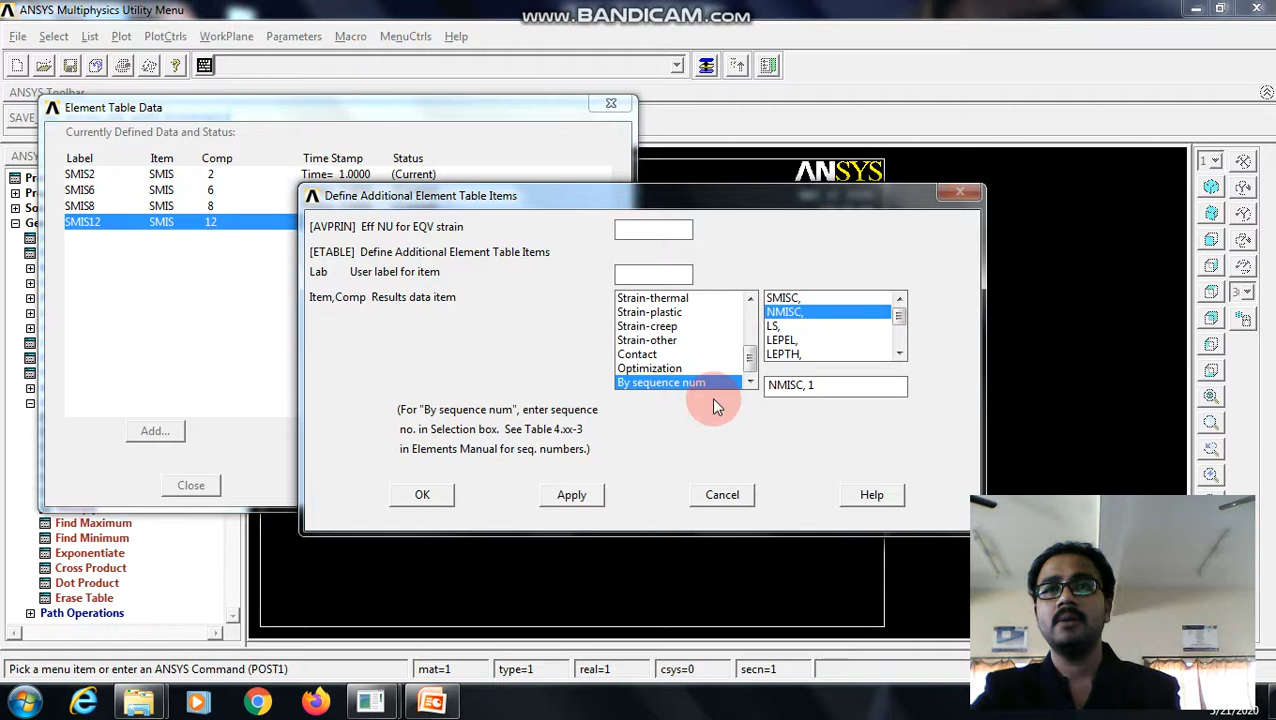 ANSYS Multiphysics Utility Menu
www.BANDICAM.com
File Select List Plot PlotCtrls WorkPlane Parameters Macro MenuCtrls Help
ANSYS Toolbar
SAVE_
Element Table Data
Currently Defined Data and Status:
Label Item Comp Time Stamp Status
SMIS2 SMIS 2 Time= 1.0000 (Current)
SMIS6 SMIS 6
SMIS8 SMIS 8
SMIS12 SMIS 12
Add...
Close
ANSYS
Define Additional Element Table Items
[AVPRIN] Eff NU for EQV strain
[ETABLE] Define Additional Element Table Items
Lab User label for item
Item,Comp Results data item
Strain-thermal
Strain-plastic
Strain-creep
Strain-other
Contact
Optimization
By sequence num
SMISC,
NMISC,
LS,
LEPEL,
LEPTH,
NMISC, 1
(For "By sequence num", enter sequence
no. in Selection box. See Table 4.xx-3
in Elements Manual for seq. numbers.)
OK Apply Cancel Help
Find Maximum
Find Minimum
Exponentiate
Cross Product
Dot Product
Erase Table
Path Operations
1
3
Pick a menu item or enter an ANSYS Command (POST1) mat=1 type=1 real=1 csys=0 secn=1